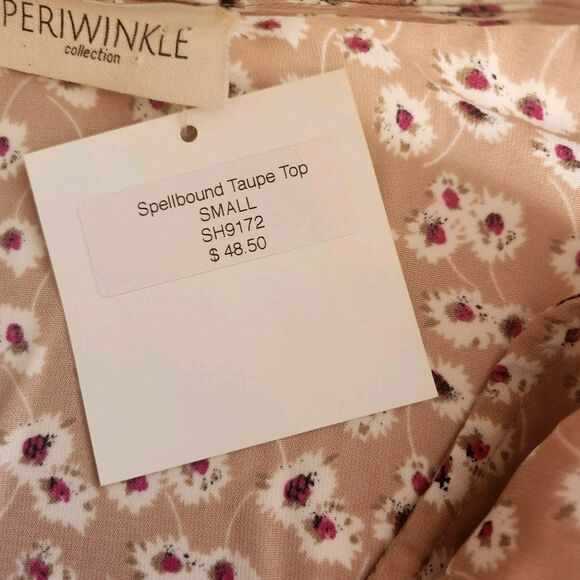 PERIWINKLE
collection
Spellbound Taupe Top
SMALL
SH9172
$ 48.50